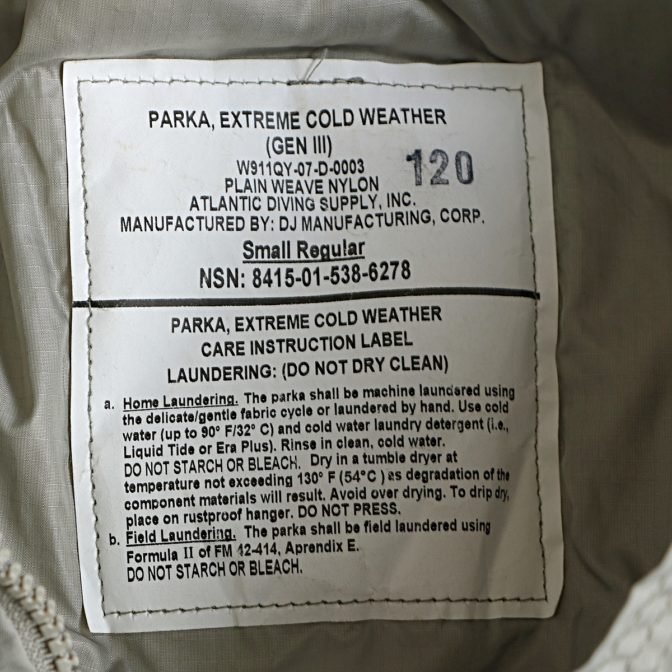 PARKA, EXTREME COLD WEATHER
(GEN III)
W911QY-07-D-0003
120
PLAIN WEAVE NYLON
ATLANTIC DIVING SUPPLY, INC.
MANUFACTURED BY: DJ MANUFACTURING, CORP.
Small Regular
NSN: 8415-01-538-6278
PARKA, EXTREME COLD WEATHER
CARE INSTRUCTION LABEL
LAUNDERING: (DO NOT DRY CLEAN)
a. Home Laundering. The parka shall be machine laundered using
the delicate/gentle fabric cycle or laundered by hand. Use cold
water (up to 90° F/32° C) and cold water laundry detergent (i.e.,
Liquid Tide or Era Plus). Rinse in clean, cold water.
DO NOT STARCH OR BLEACH. Dry in a tumble dryer at
temperature not exceeding 130° F (54°C ) as degradation of the
component materials will result. Avoid over drying. To drip dry,
place on rustproof hanger. DO NOT PRESS.
b. Field Laundering. The parka shall be field laundered using
Formula II of FM 42-414, Aprendix E.
DO NOT STARCH OR BLEACH.